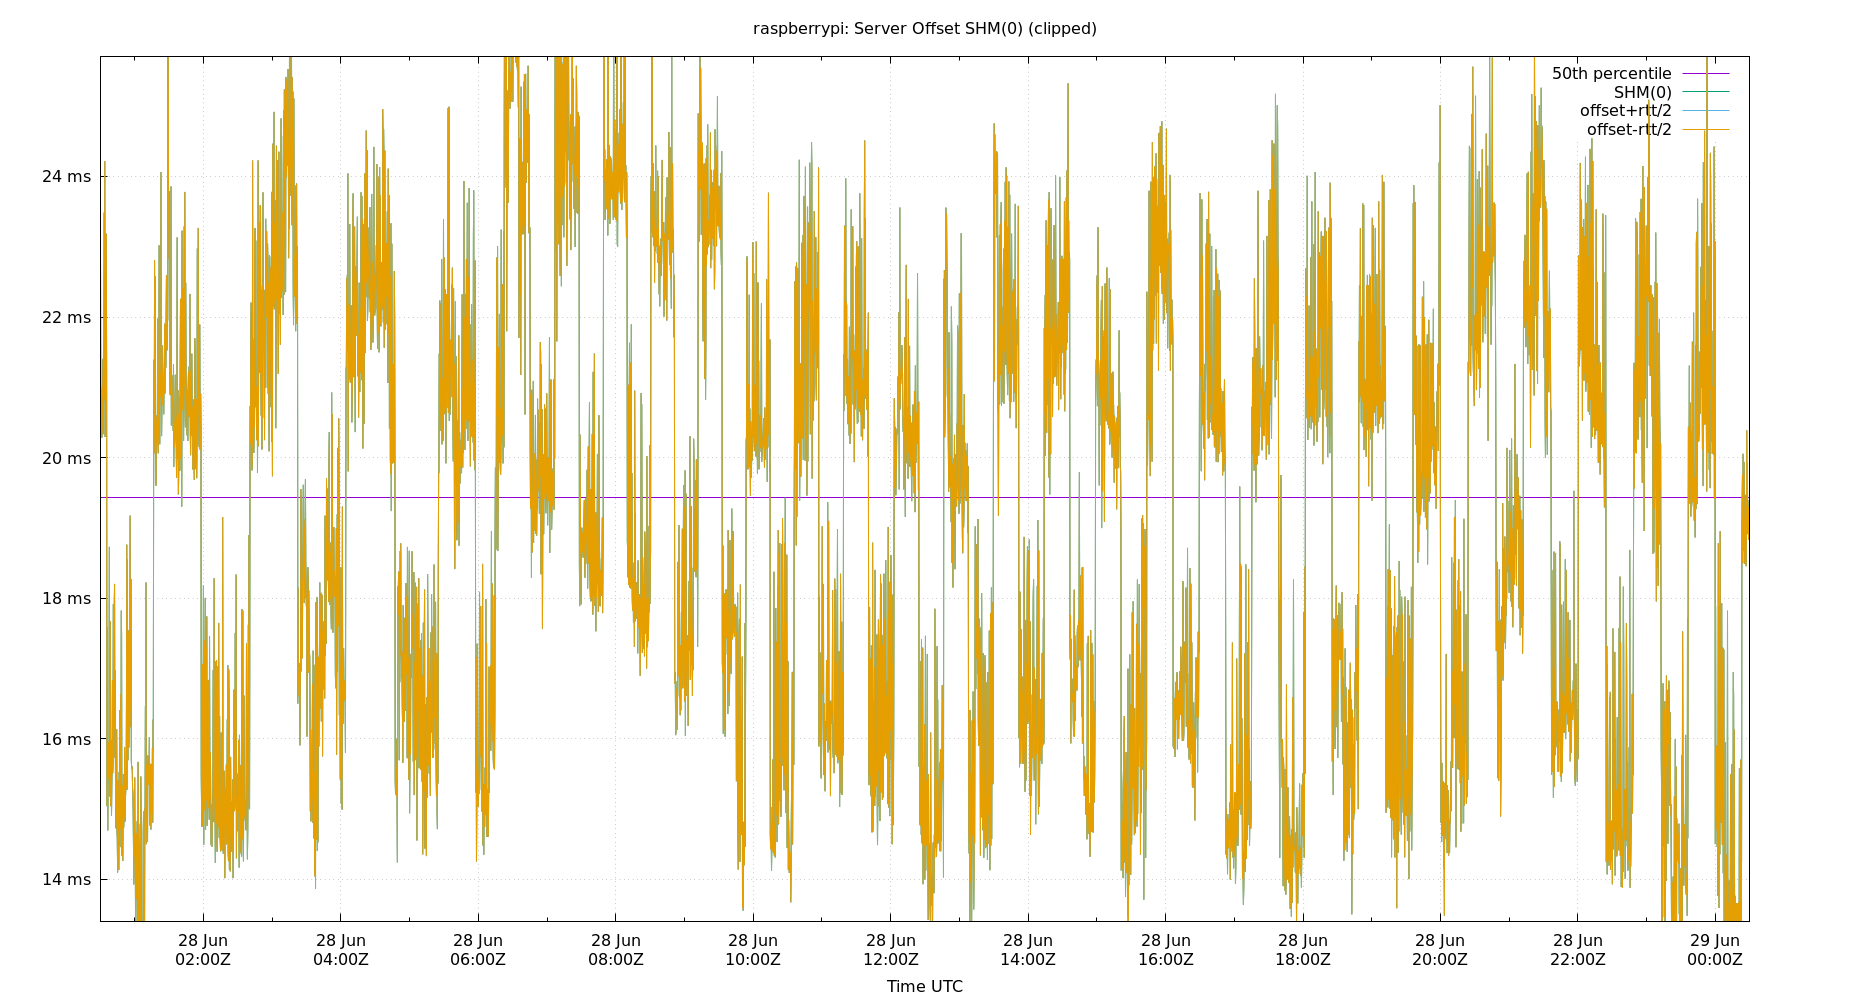 raspberrypi: Server Offset SHM(0) (clipped)
50th percentile
SHM(0)
offset+rtt/2
offset-rtt/2
24 ms
22 ms
20 ms
18 ms
16 ms
14 ms
28 Jun 28 Jun 28 Jun 28 Jun 28 Jun 28 Jun 28 Jun 28 Jun 28 Jun 28 Jun 28 Jun 29 Jun
02:00Z 04:00Z 06:00Z 08:00Z 10:00Z 12:00Z 14:00Z 16:00Z 18:00Z 20:00Z 22:00Z 00:00Z
Time UTC